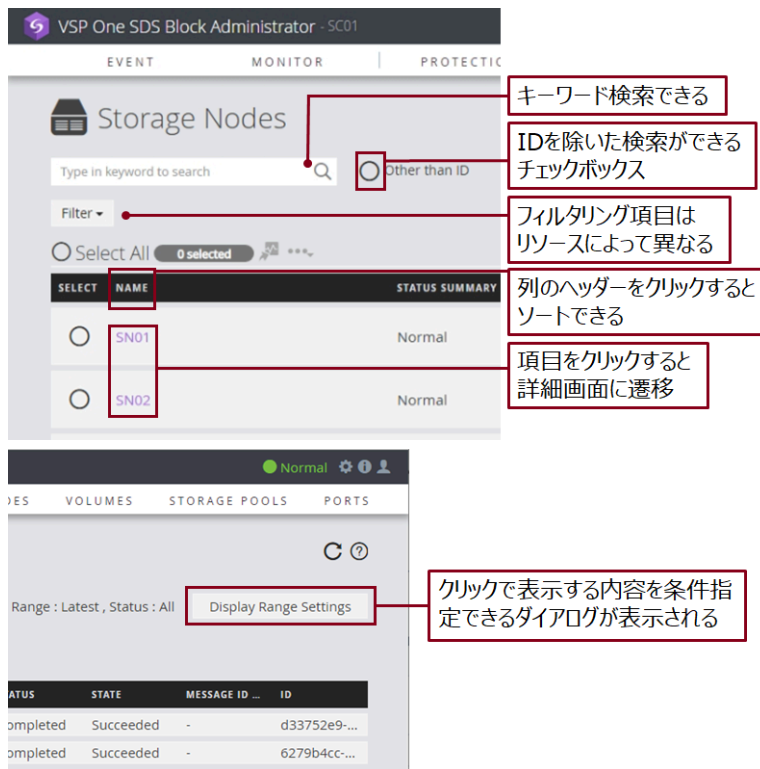 VSP One SDS Block Administrator - SC01
EVENT MONITOR PROTECTIO
Storage Nodes
キーワード検索できる
Type in keyword to search
Other than ID
IDを除いた検索ができる
チェックボックス
Filter
フィルタリング項目は
リソースによって異なる
Select All 0 selected
SELECT NAME STATUS SUMMARY
列のヘッダーをクリックすると
ソートできる
SN01 Normal
項目をクリックすると
詳細画面に遷移
SN02 Normal
Normal
DES VOLUMES STORAGE POOLS PORTS
Range : Latest , Status : All Display Range Settings
クリックで表示する内容を条件指
定できるダイアログが表示される
ATUS STATE MESSAGE ID ... ID
ompleted Succeeded - d33752e9-...
ompleted Succeeded - 6279b4cc-...